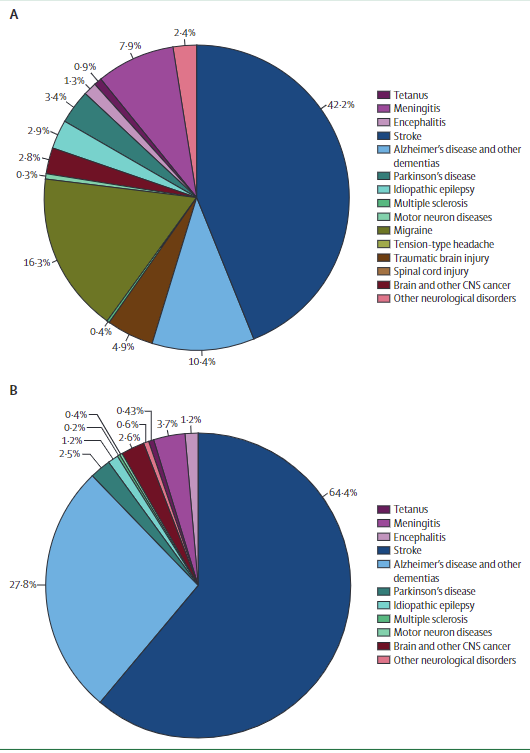 A
2·4%
7·9%
0·9%
1·3%
3·4%
2·9%
2·8%
0·3%
16·3%
0·4%
4·9%
10·4%
42·2%
Tetanus
Meningitis
Encephalitis
Stroke
Alzheimer's disease and other
dementias
Parkinson's disease
Idiopathic epilepsy
Multiple sclerosis
Motor neuron diseases
Migraine
Tension-type headache
Traumatic brain injury
Spinal cord injury
Brain and other CNS cancer
Other neurological disorders
B
0·4%
0·2%
1·2%
2·5%
0·43%
0·6%
2·6%
3·7%
1·2%
64·4%
27·8%
Tetanus
Meningitis
Encephalitis
Stroke
Alzheimer's disease and other
dementias
Parkinson's disease
Idiopathic epilepsy
Multiple sclerosis
Motor neuron diseases
Brain and other CNS cancer
Other neurological disorders